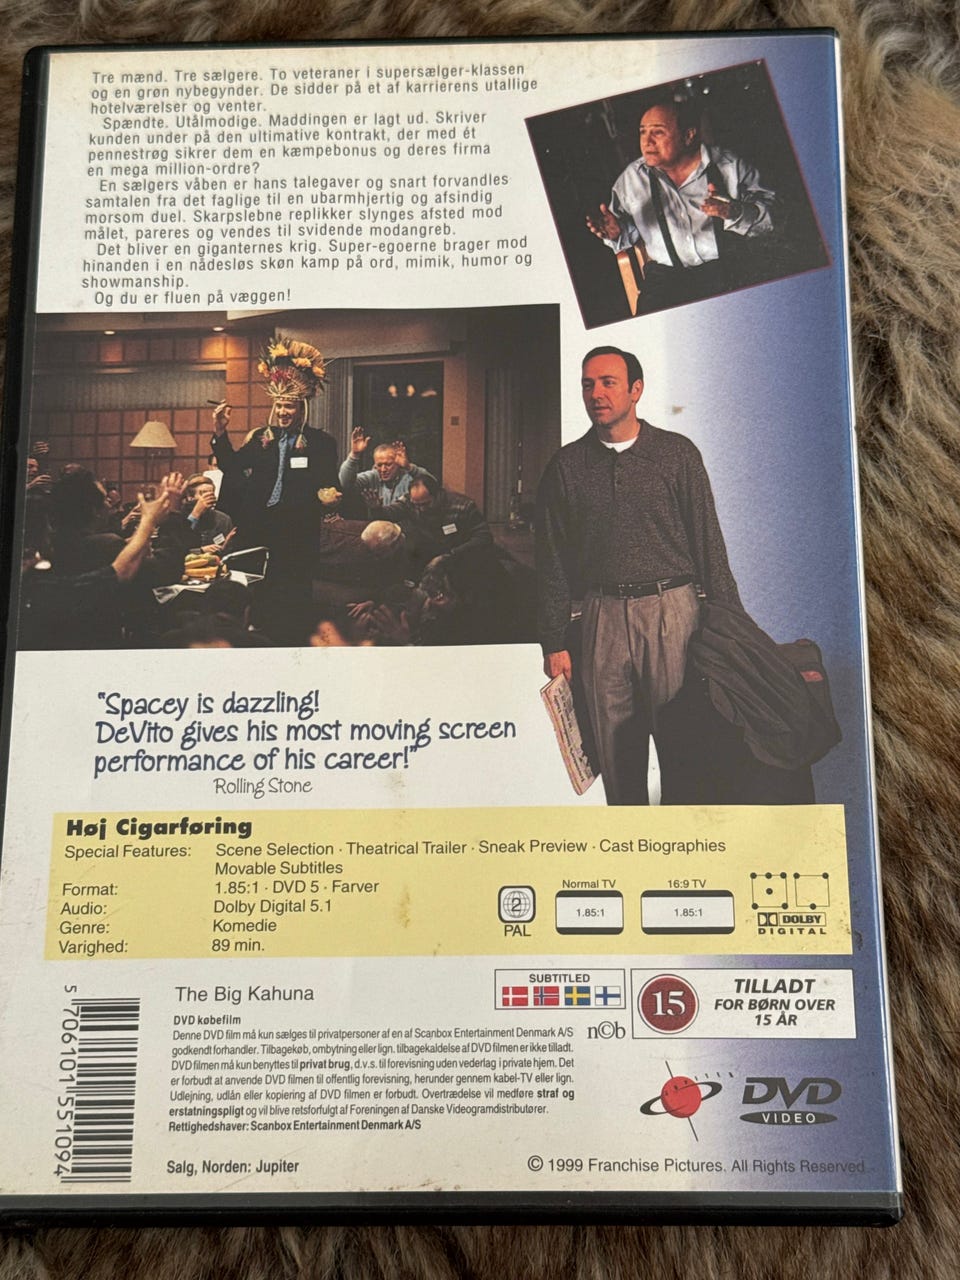 Tre mænd. Tre sælgere. To veteraner i supersælger-klassen
og en grøn nybegynder. De sidder på et af karrierens utallige
hotelværelser og venter.
Spændte. Utålmodige. Maddingen er lagt ud. Skriver
kunden under på den ultimative kontrakt, der med ét
pennestrøg sikrer dem en kæmpebonus og deres firma
en mega million-ordre?
En sælgers våben er hans talegaver og snart forvandles
samtalen fra det faglige til en ubarmhjertig og afsindig
morsom duel. Skarpslebne replikker slynges afsted mod
målet, pareres og vendes til svidende modangreb.
Det bliver en giganternes krig. Super-egoerne brager mod
hinanden i en nådesløs skøn kamp på ord, mimik, humor og
showmanship.
Og du er fluen på væggen!
"Spacey is dazzling!
DeVito gives his most moving screen
performance of his career!"
Rolling Stone
Høj Cigarføring
Special Features: Scene Selection · Theatrical Trailer · Sneak Preview · Cast Biographies
Movable Subtitles
Format: 1.85:1 · DVD 5 · Farver
Audio: Dolby Digital 5.1
Genre: Komedie
Varighed: 89 min.
2
PAL
Normal TV
1.85:1
16:9 TV
1.85:1
DOLBY
DIGITAL
5 706101 551094
The Big Kahuna
DVD købefilm
Denne DVD film må kun sælges til privatpersoner af en af Scanbox Entertainment Denmark A/S
godkendt forhandler. Tilbagekøb, ombytning eller lign. tilbagekaldelse af DVD filmen er ikke tilladt.
DVD filmen må kun benyttes til privat brug, d.v.s. til forevisning uden vederlag i private hjem. Det
er forbudt at anvende DVD filmen til offentlig forevisning, herunder gennem kabel-TV eller lign.
Udlejning, udlån eller kopiering af DVD filmen er forbudt. Overtrædelse vil medføre straf og
erstatningspligt og vil blive retsforfulgt af Foreningen af Danske Videogramdistributører.
Rettighedshaver: Scanbox Entertainment Denmark A/S
SUBTITLED
n©b
15
TILLADT
FOR BØRN OVER
15 ÅR
DVD
VIDEO
Salg, Norden: Jupiter
© 1999 Franchise Pictures. All Rights Reserved.